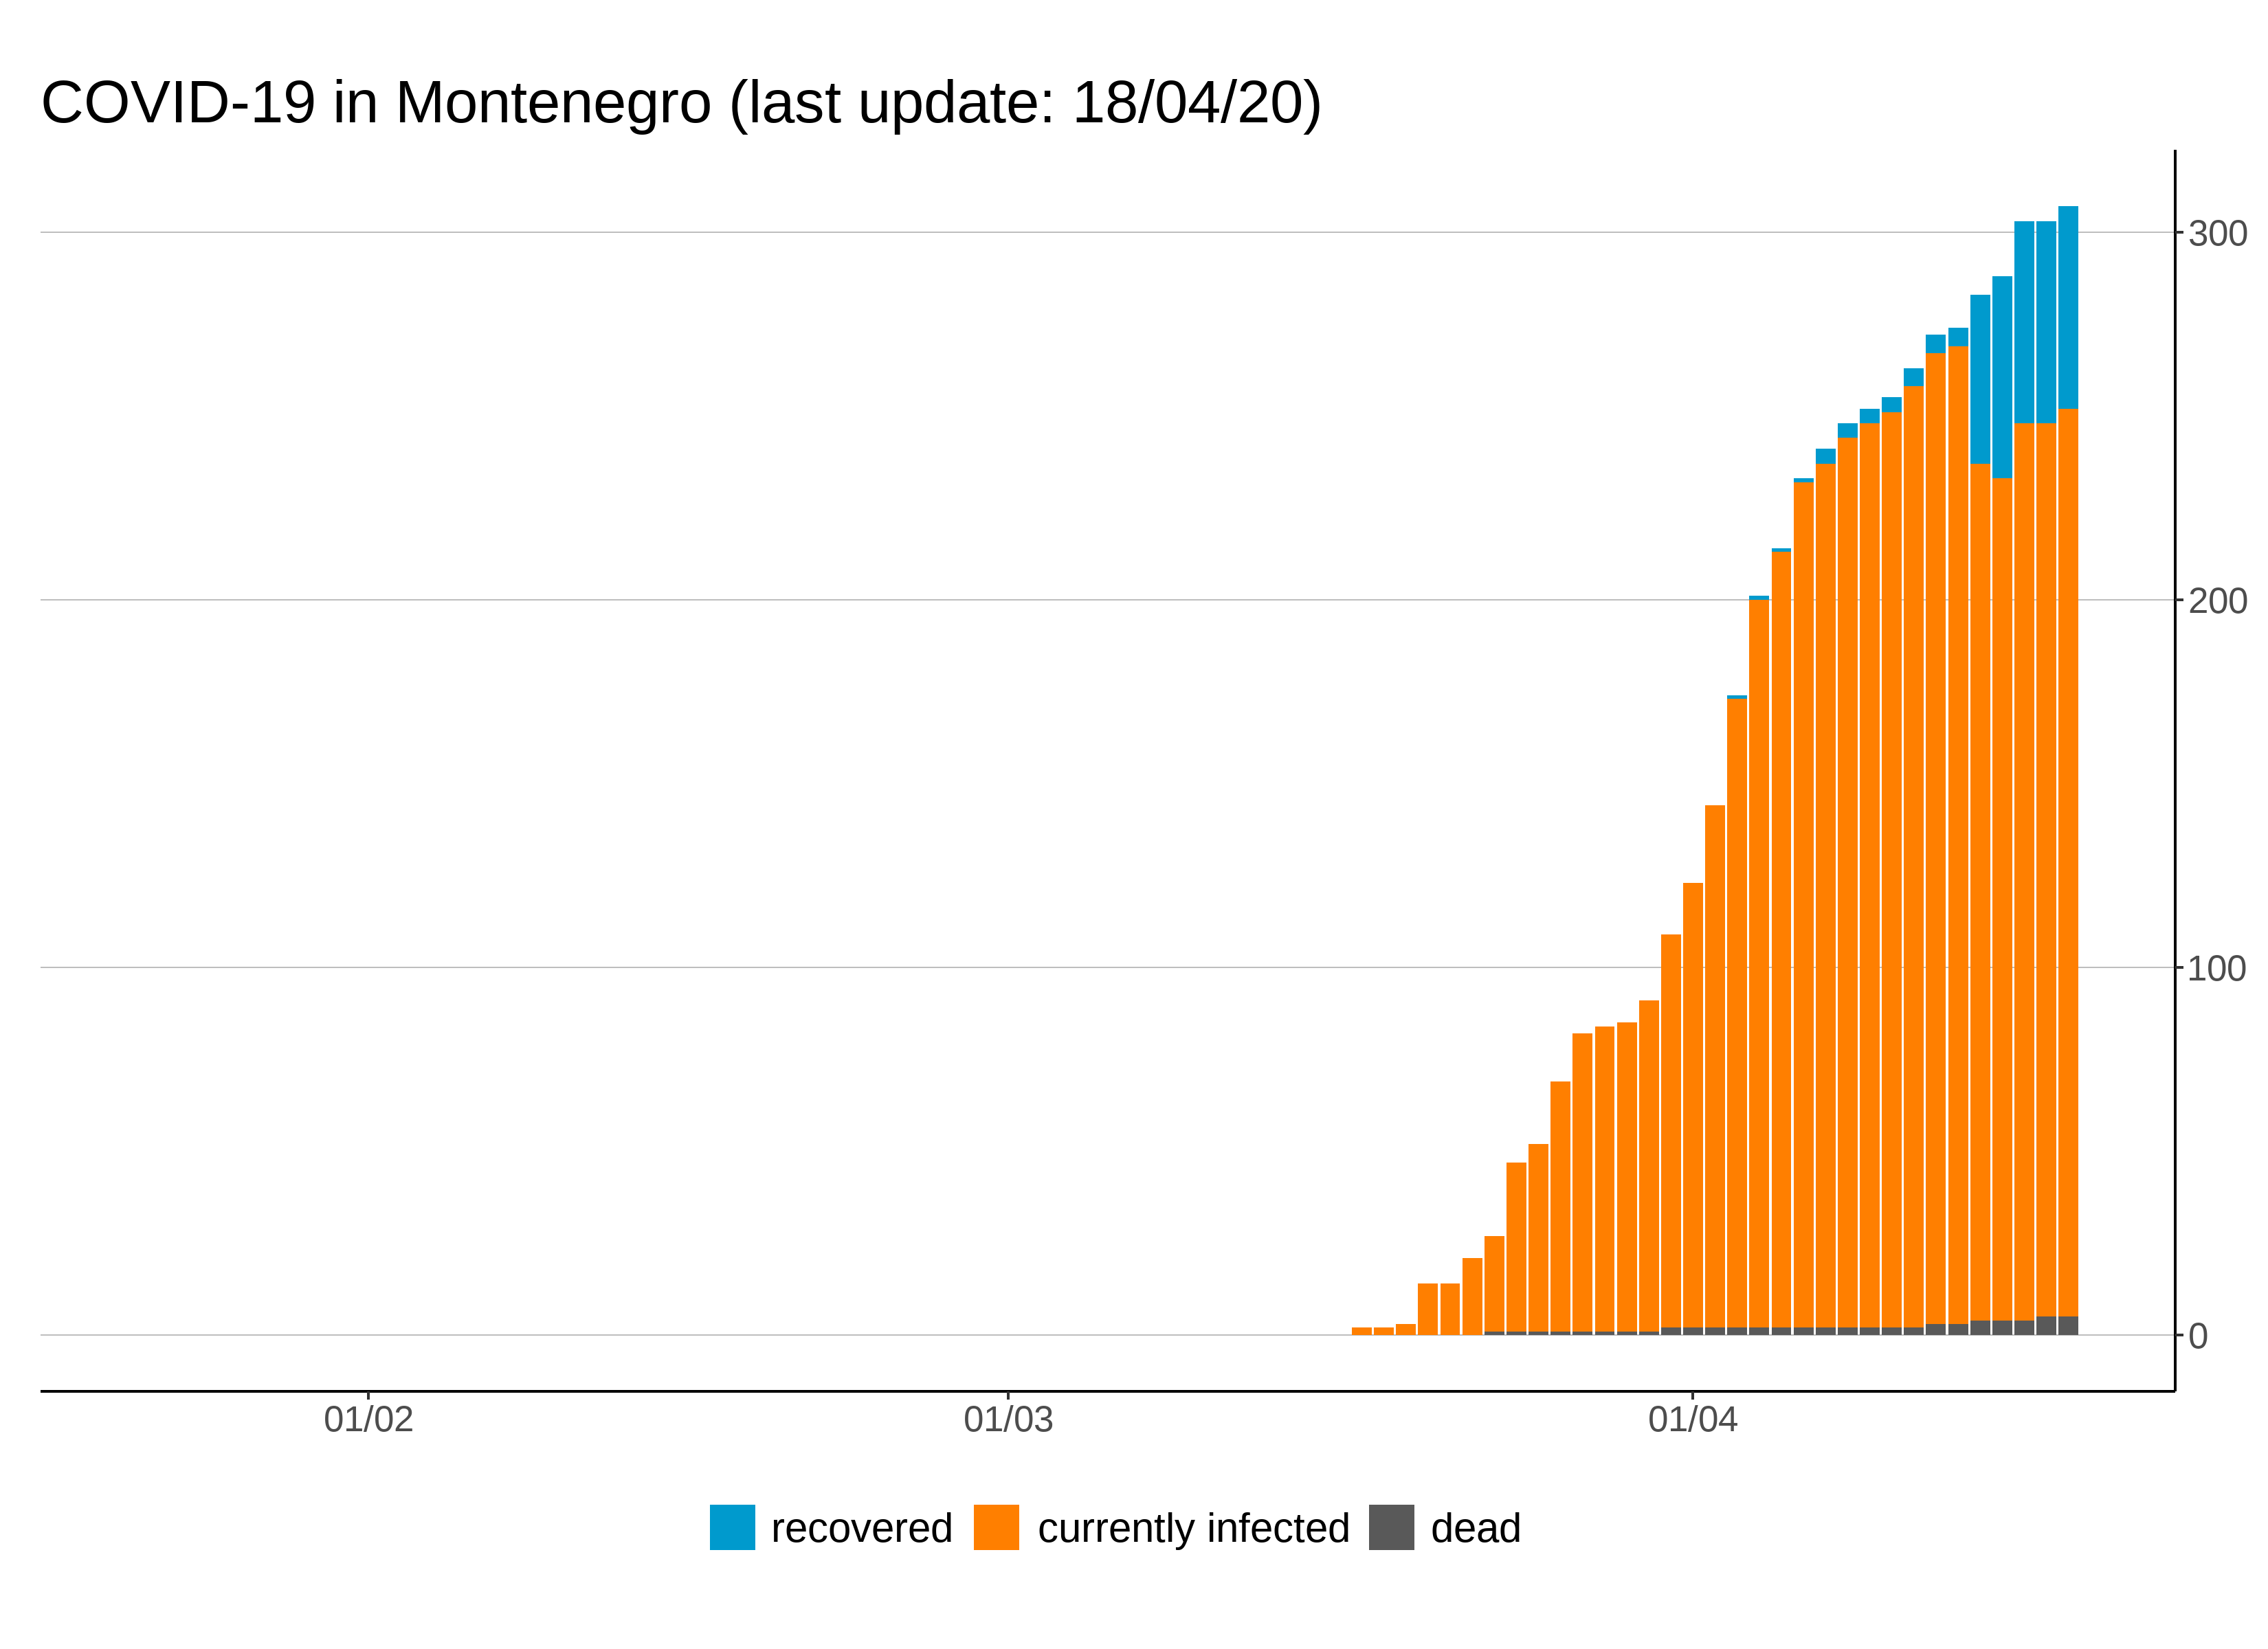 COVID-19 in Montenegro (last update: 18/04/20)
300
200
100
0
01/02 01/03 01/04
recovered currently infected dead